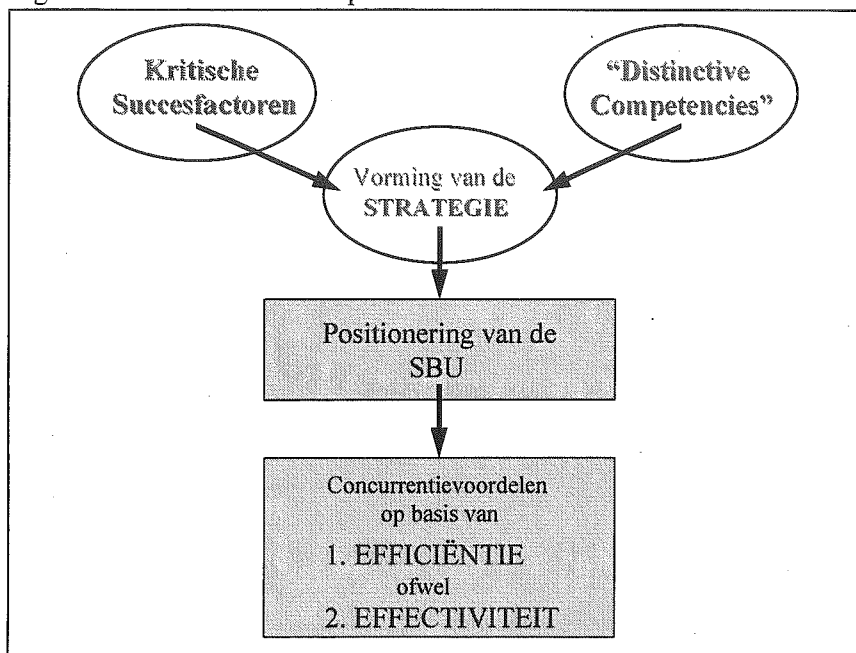 Kritische
Succesfactoren
“Distinctive
Competencies”
Vorming van de
STRATEGIE
Positionering van de
SBU
Concurrentievoordelen
op basis van
1. EFFICIËNTIE
ofwel
2. EFFECTIVITEIT